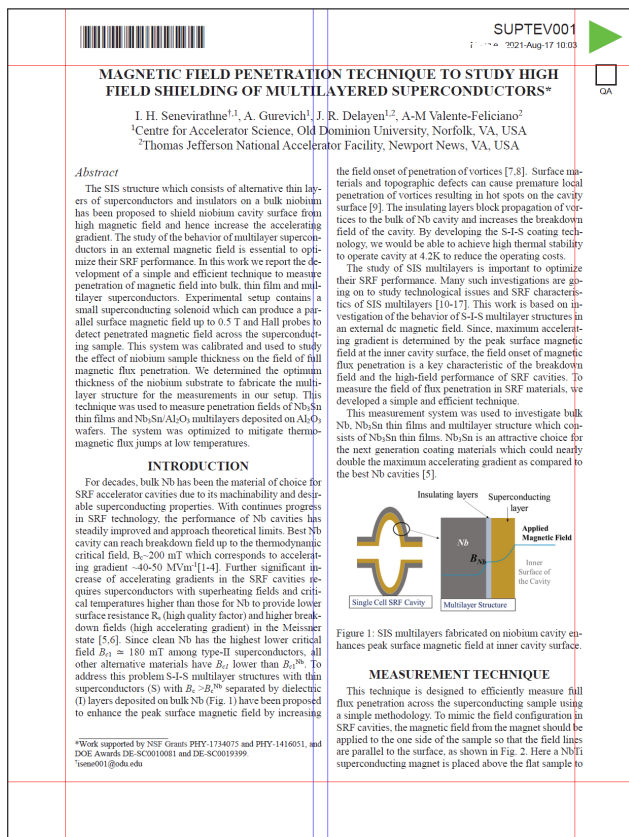 SUPTEV001
2021-Aug-17 10:03
QA
MAGNETIC FIELD PENETRATION TECHNIQUE TO STUDY HIGH
FIELD SHIELDING OF MULTILAYERED SUPERCONDUCTORS*
I. H. Senevirathne†,1, A. Gurevich1, J. R. Delayen1,2, A-M Valente-Feliciano2
1Centre for Accelerator Science, Old Dominion University, Norfolk, VA, USA
2Thomas Jefferson National Accelerator Facility, Newport News, VA, USA
Abstract
The SIS structure which consists of alternative thin lay-
ers of superconductors and insulators on a bulk niobium
has been proposed to shield niobium cavity surface from
high magnetic field and hence increase the accelerating
gradient. The study of the behavior of multilayer supercon-
ductors in an external magnetic field is essential to opti-
mize their SRF performance. In this work we report the de-
velopment of a simple and efficient technique to measure
penetration of magnetic field into bulk, thin film and mul-
tilayer superconductors. Experimental setup contains a
small superconducting solenoid which can produce a par-
allel surface magnetic field up to 0.5 T and Hall probes to
detect penetrated magnetic field across the superconduct-
ing sample. This system was calibrated and used to study
the effect of niobium sample thickness on the field of full
magnetic flux penetration. We determined the optimum
thickness of the niobium substrate to fabricate the multi-
layer structure for the measurements in our setup. This
technique was used to measure penetration fields of Nb3Sn
thin films and Nb3Sn/Al2O3 multilayers deposited on Al2O3
wafers. The system was optimized to mitigate thermo-
magnetic flux jumps at low temperatures.
INTRODUCTION
For decades, bulk Nb has been the material of choice for
SRF accelerator cavities due to its machinability and desir-
able superconducting properties. With continues progress
in SRF technology, the performance of Nb cavities has
steadily improved and approach theoretical limits. Best Nb
cavity can reach breakdown field up to the thermodynamic
critical field, Bc~200 mT which corresponds to accelerat-
ing gradient ~40-50 MVm-1[1-4]. Further significant in-
crease of accelerating gradients in the SRF cavities re-
quires superconductors with superheating fields and criti-
cal temperatures higher than those for Nb to provide lower
surface resistance Rs (high quality factor) and higher break-
down fields (high accelerating gradient) in the Meissner
state [5,6]. Since clean Nb has the highest lower critical
field Bc1 ≃ 180 mT among type-II superconductors, all
other alternative materials have Bc1 lower than Bc1Nb. To
address this problem S-I-S multilayer structures with thin
superconductors (S) with Bc >BcNb separated by dielectric
(I) layers deposited on bulk Nb (Fig. 1) have been proposed
to enhance the peak surface magnetic field by increasing
*Work supported by NSF Grants PHY-1734075 and PHY-1416051, and
DOE Awards DE-SC0010081 and DE-SC0019399.
†isene001@odu.edu
the field onset of penetration of vortices [7,8]. Surface ma-
terials and topographic defects can cause premature local
penetration of vortices resulting in hot spots on the cavity
surface [9]. The insulating layers block propagation of vor-
tices to the bulk of Nb cavity and increases the breakdown
field of the cavity. By developing the S-I-S coating tech-
nology, we would be able to achieve high thermal stability
to operate cavity at 4.2K to reduce the operating costs.
The study of SIS multilayers is important to optimize
their SRF performance. Many such investigations are go-
ing on to study technological issues and SRF characteris-
tics of SIS multilayers [10-17]. This work is based on in-
vestigation of the behavior of S-I-S multilayer structures in
an external dc magnetic field. Since, maximum accelerat-
ing gradient is determined by the peak surface magnetic
field at the inner cavity surface, the field onset of magnetic
flux penetration is a key characteristic of the breakdown
field and the high-field performance of SRF cavities. To
measure the field of flux penetration in SRF materials, we
developed a simple and efficient technique.
This measurement system was used to investigate bulk
Nb, Nb3Sn thin films and multilayer structure which con-
sists of Nb3Sn thin films. Nb3Sn is an attractive choice for
the next generation coating materials which could nearly
double the maximum accelerating gradient as compared to
the best Nb cavities [5].
Insulating layers Superconducting
layer
Applied
Magnetic Field
Nb
BNb
Inner
Surface of
the Cavity
Single Cell SRF Cavity
Multilayer Structure
Figure 1: SIS multilayers fabricated on niobium cavity en-
hances peak surface magnetic field at inner cavity surface.
MEASUREMENT TECHNIQUE
This technique is designed to efficiently measure full
flux penetration across the superconducting sample using
a simple methodology. To mimic the field configuration in
SRF cavities, the magnetic field from the magnet should be
applied to the one side of the sample so that the field lines
are parallel to the surface, as shown in Fig. 2. Here a NbTi
superconducting magnet is placed above the flat sample to